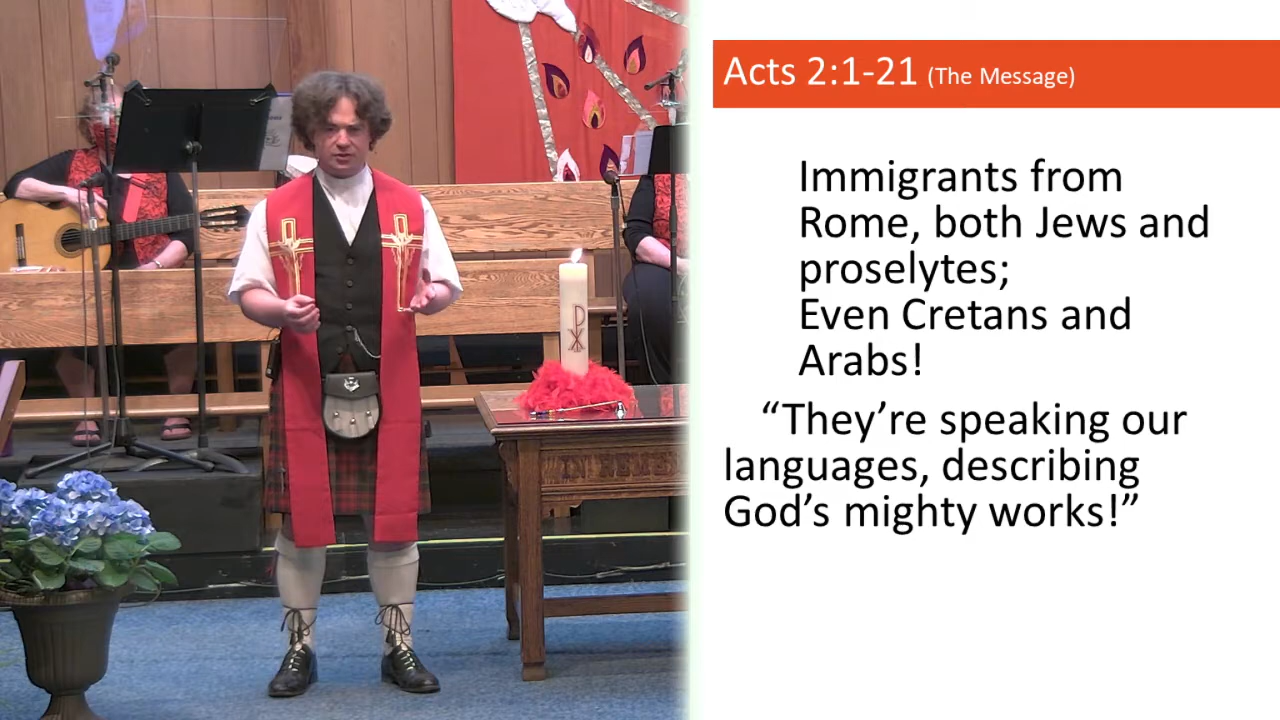 Acts 2:1-21 (The Message)
Immigrants from
Rome, both Jews and
proselytes;
Even Cretans and
Arabs!
“They’re speaking our
languages, describing
God’s mighty works!”